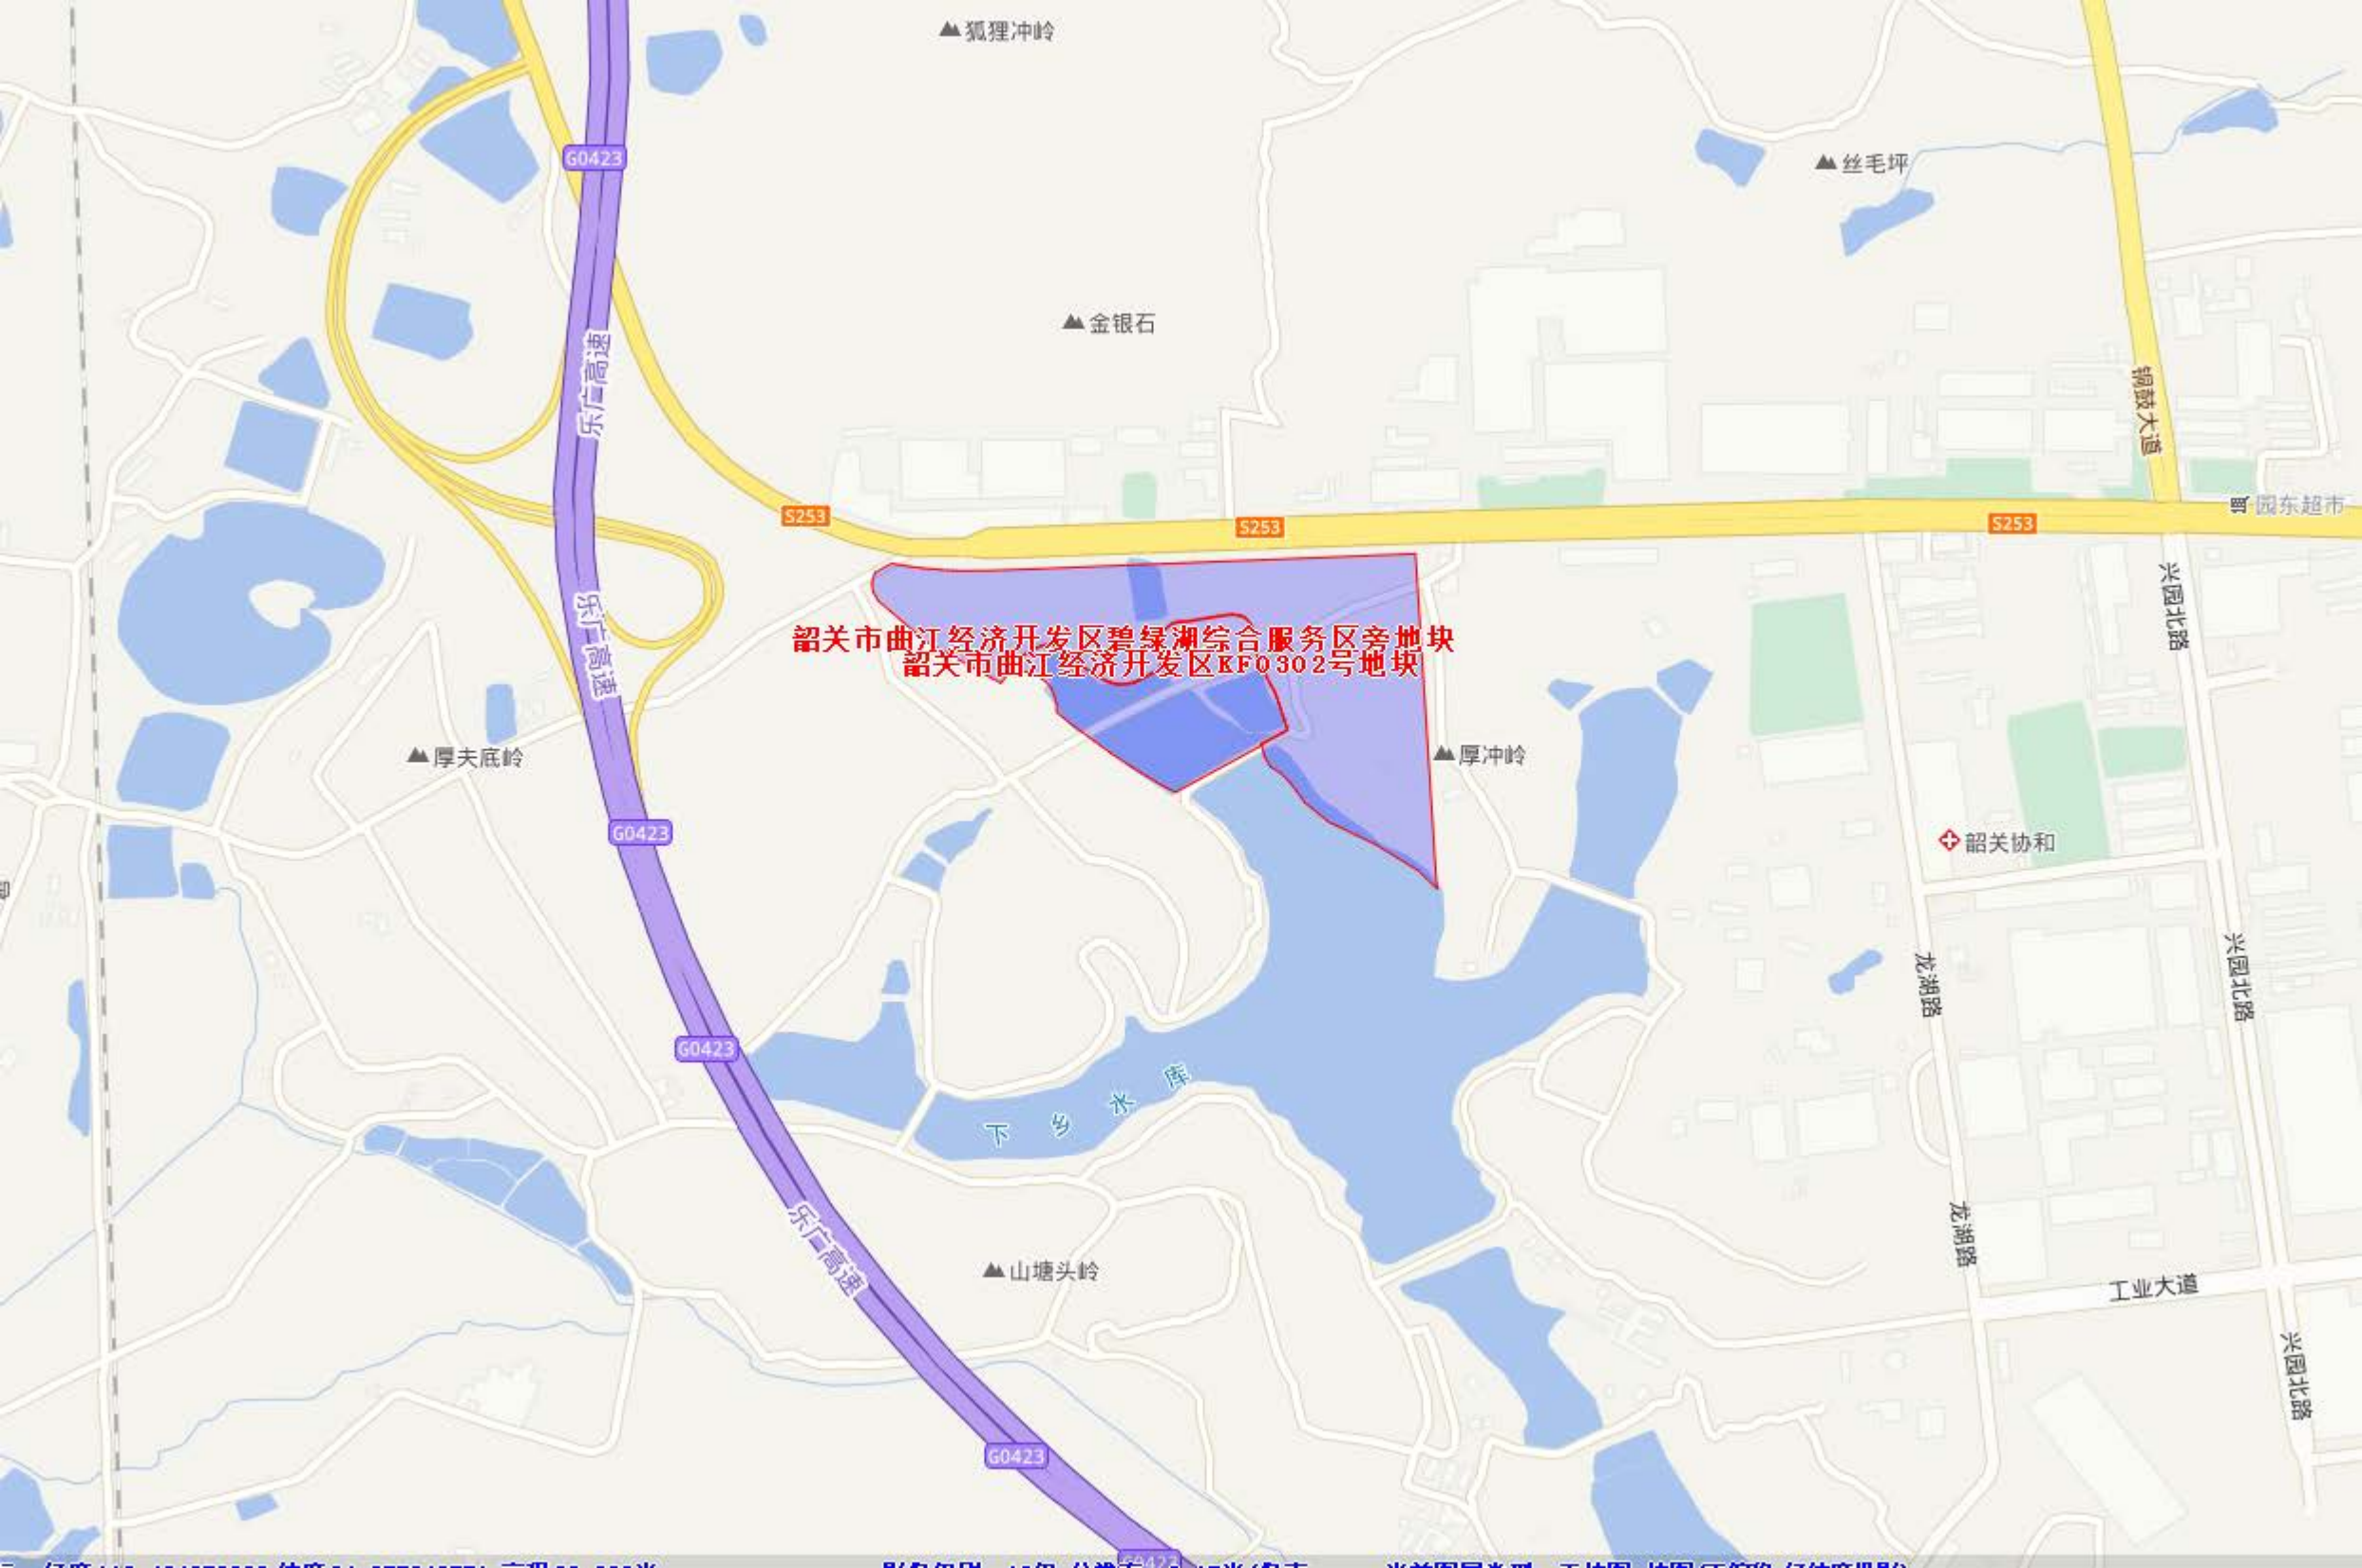 狐狸冲岭
G0423
丝毛坪
金银石
乐广高速
铜鼓大道
S253
S253
S253
园东超市
兴园北路
乐广高速
韶关市曲江经济开发区碧绿湖综合服务区旁地块
韶关市曲江经济开发区KF0302号地块
厚夫底岭
厚冲岭
G0423
韶关协和
龙湖路
兴园北路
G0423
下乡水库
乐广高速
龙湖路
山塘头岭
工业大道
兴园北路
G0423